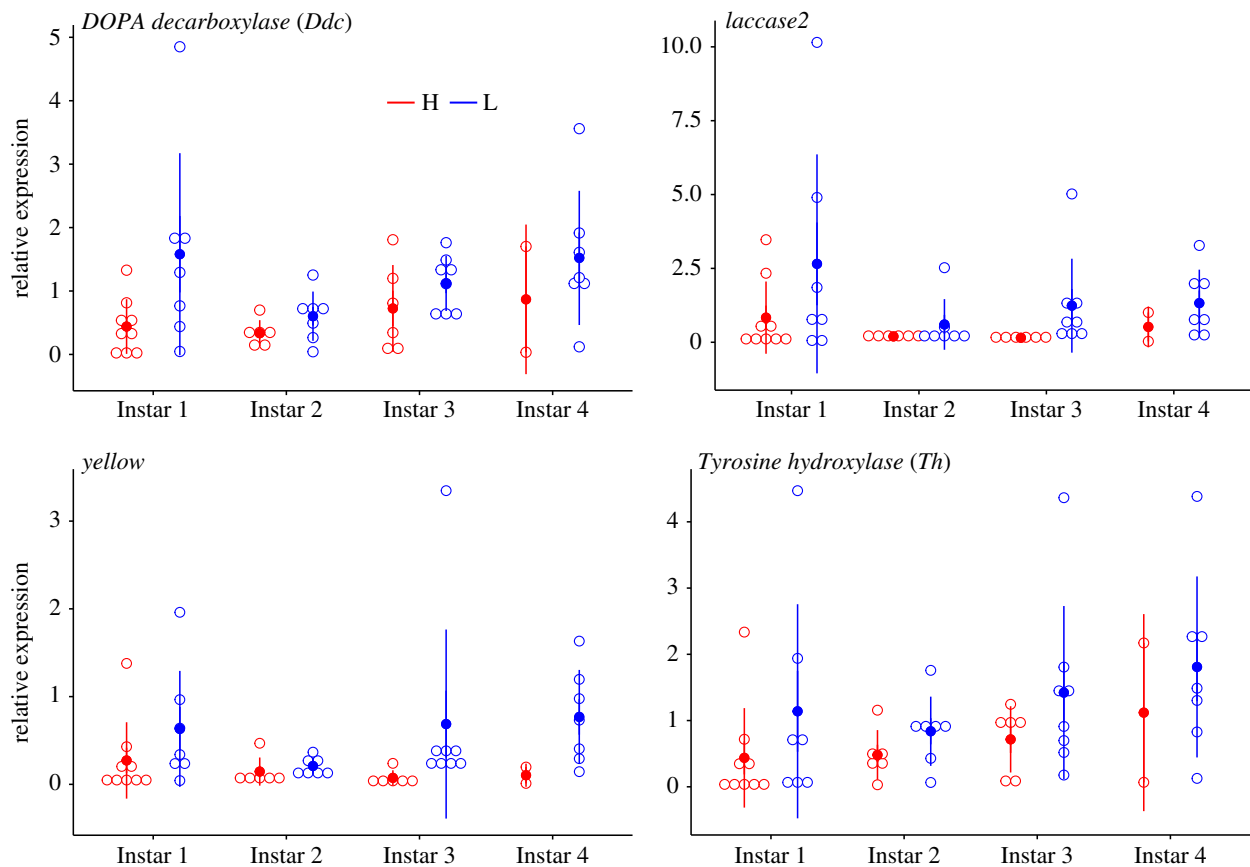 DOPA decarboxylase (Ddc)
relative expression
5
4
3
2
1
0
H L
Instar 1 Instar 2 Instar 3 Instar 4
laccase2
10.0
7.5
5.0
2.5
0
Instar 1 Instar 2 Instar 3 Instar 4
yellow
relative expression
3
2
1
0
Instar 1 Instar 2 Instar 3 Instar 4
Tyrosine hydroxylase (Th)
4
3
2
1
0
Instar 1 Instar 2 Instar 3 Instar 4